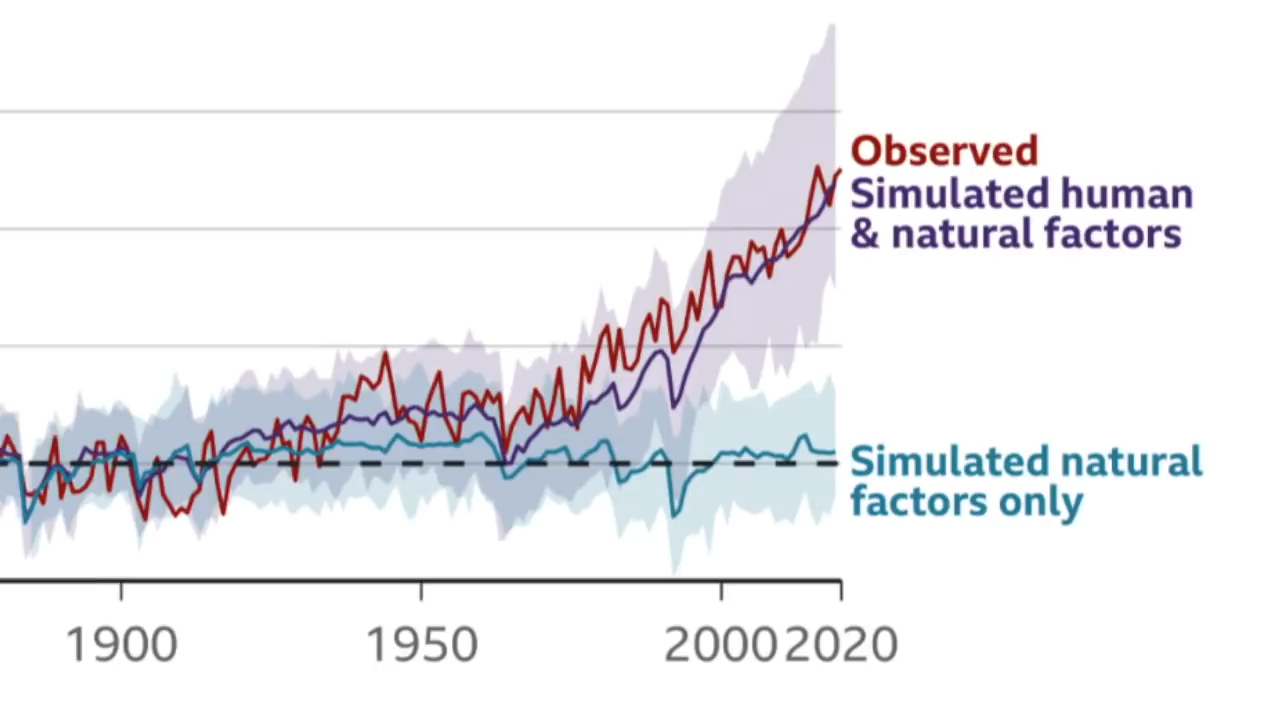 Observed
Simulated human
& natural factors
Simulated natural
factors only
1900 1950 2000 2020